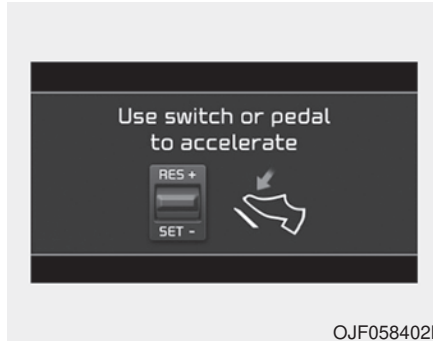 Use switch or pedal
to accelerate
RES +
SET -
OJF058402